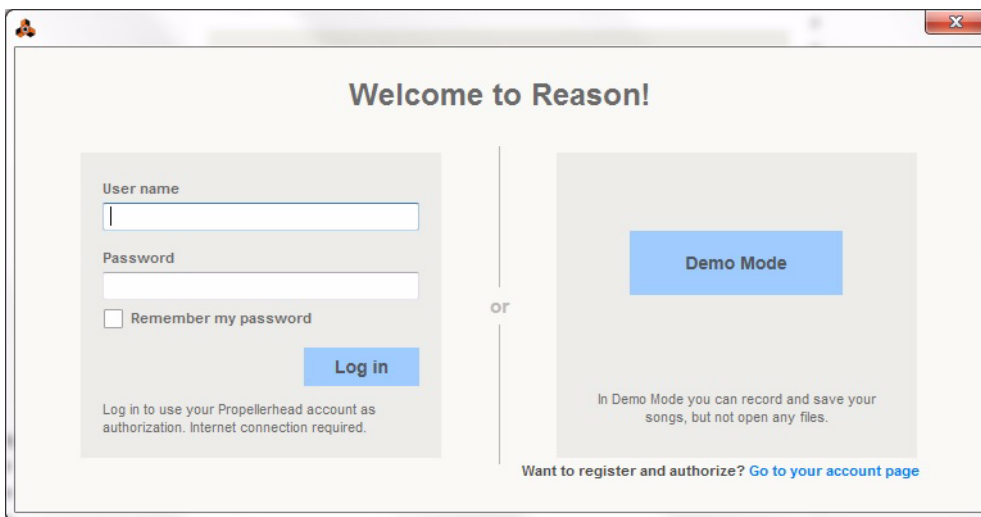 Welcome to Reason!
User name
Password
Remember my password
Log in
Log in to use your Propellerhead account as
authorization. Internet connection required.
or
Demo Mode
In Demo Mode you can record and save your
songs, but not open any files.
Want to register and authorize? Go to your account page